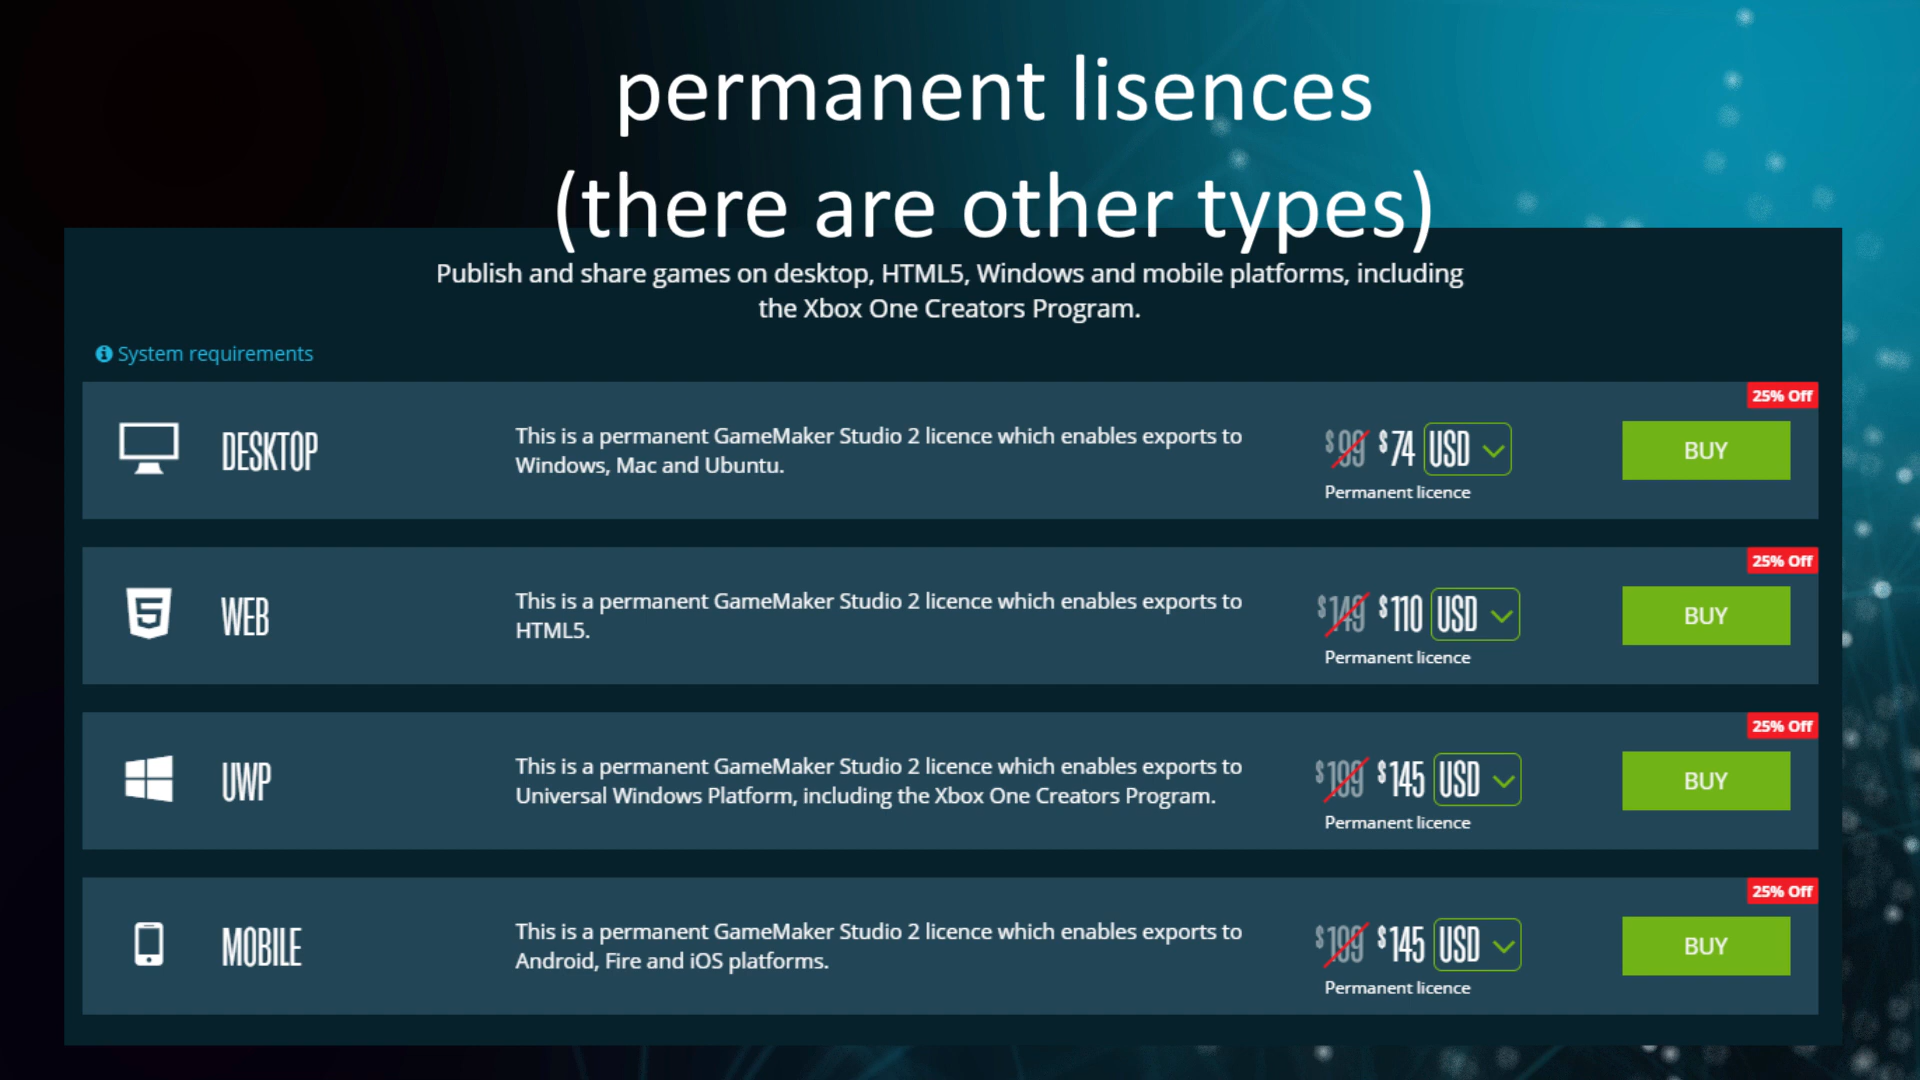 permanent lisences
(there are other types)
Publish and share games on desktop, HTML5, Windows and mobile platforms, including
the Xbox One Creators Program.
System requirements
25% Off
DESKTOP
This is a permanent GameMaker Studio 2 licence which enables exports to
Windows, Mac and Ubuntu.
$99 $74 USD
Permanent licence
BUY
25% Off
WEB
This is a permanent GameMaker Studio 2 licence which enables exports to
HTML5.
$149 $110 USD
Permanent licence
BUY
25% Off
UWP
This is a permanent GameMaker Studio 2 licence which enables exports to
Universal Windows Platform, including the Xbox One Creators Program.
$199 $145 USD
Permanent licence
BUY
25% Off
MOBILE
This is a permanent GameMaker Studio 2 licence which enables exports to
Android, Fire and iOS platforms.
$199 $145 USD
Permanent licence
BUY